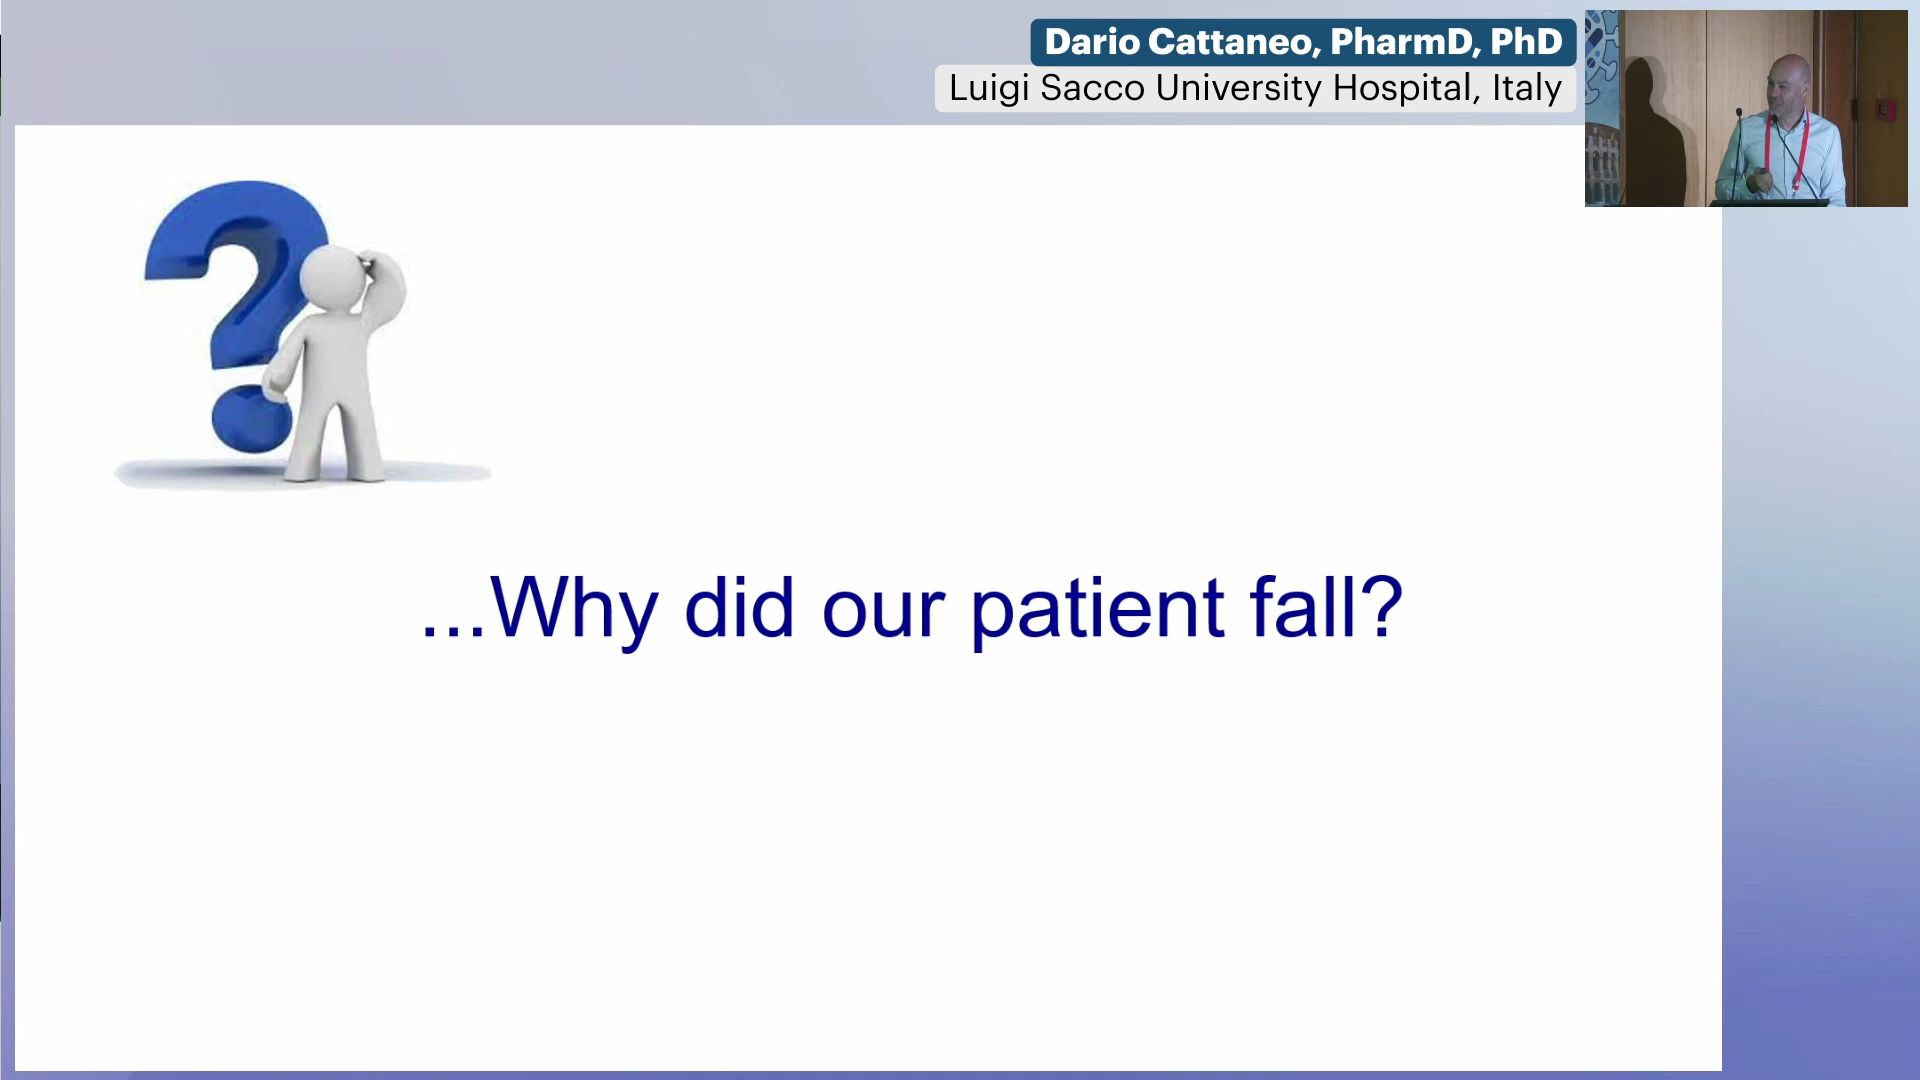 Dario Cattaneo, PharmD, PhD
Luigi Sacco University Hospital, Italy
...Why did our patient fall?